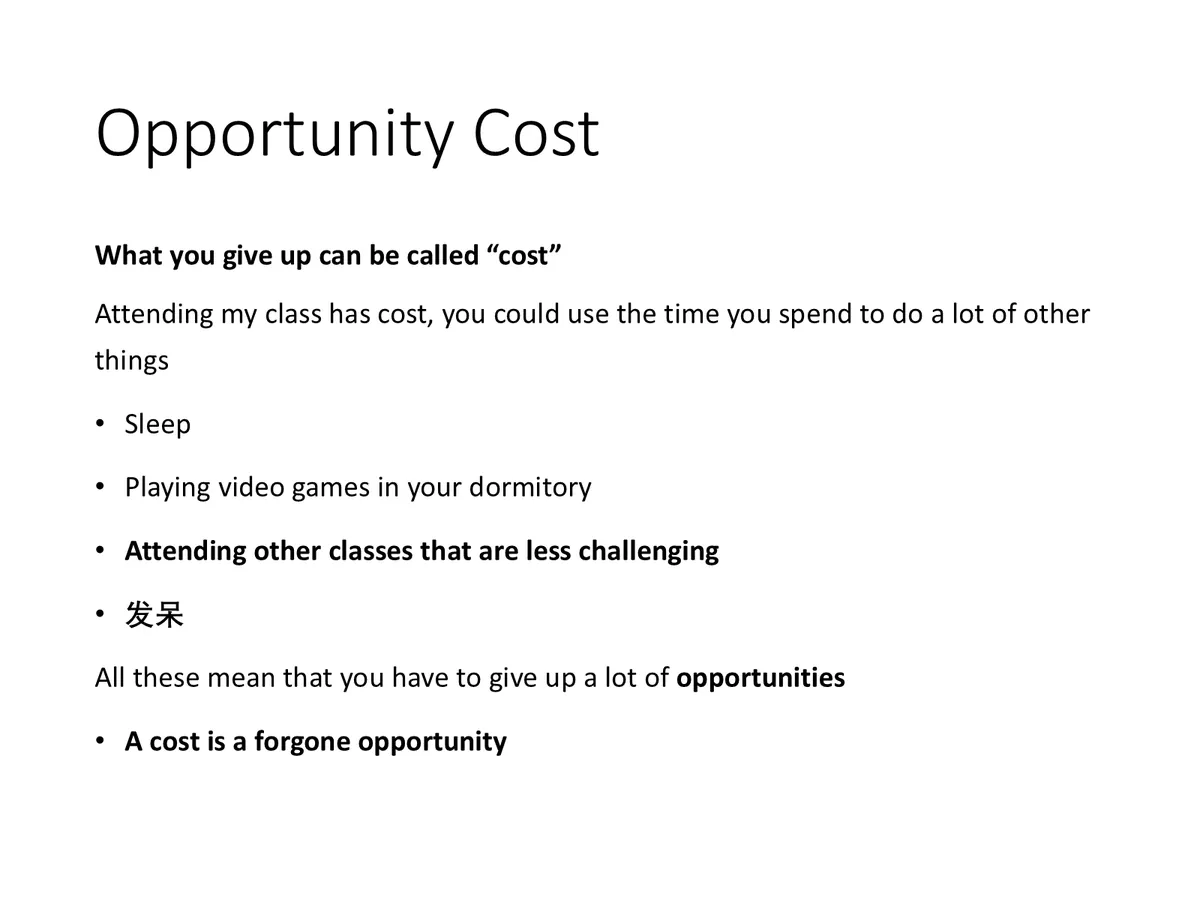 Opportunity Cost
What you give up can be called “cost”
Attending my class has cost, you could use the time you spend to do a lot of other
things
• Sleep
• Playing video games in your dormitory
• Attending other classes that are less challenging
• 发呆
All these mean that you have to give up a lot of opportunities
• A cost is a forgone opportunity